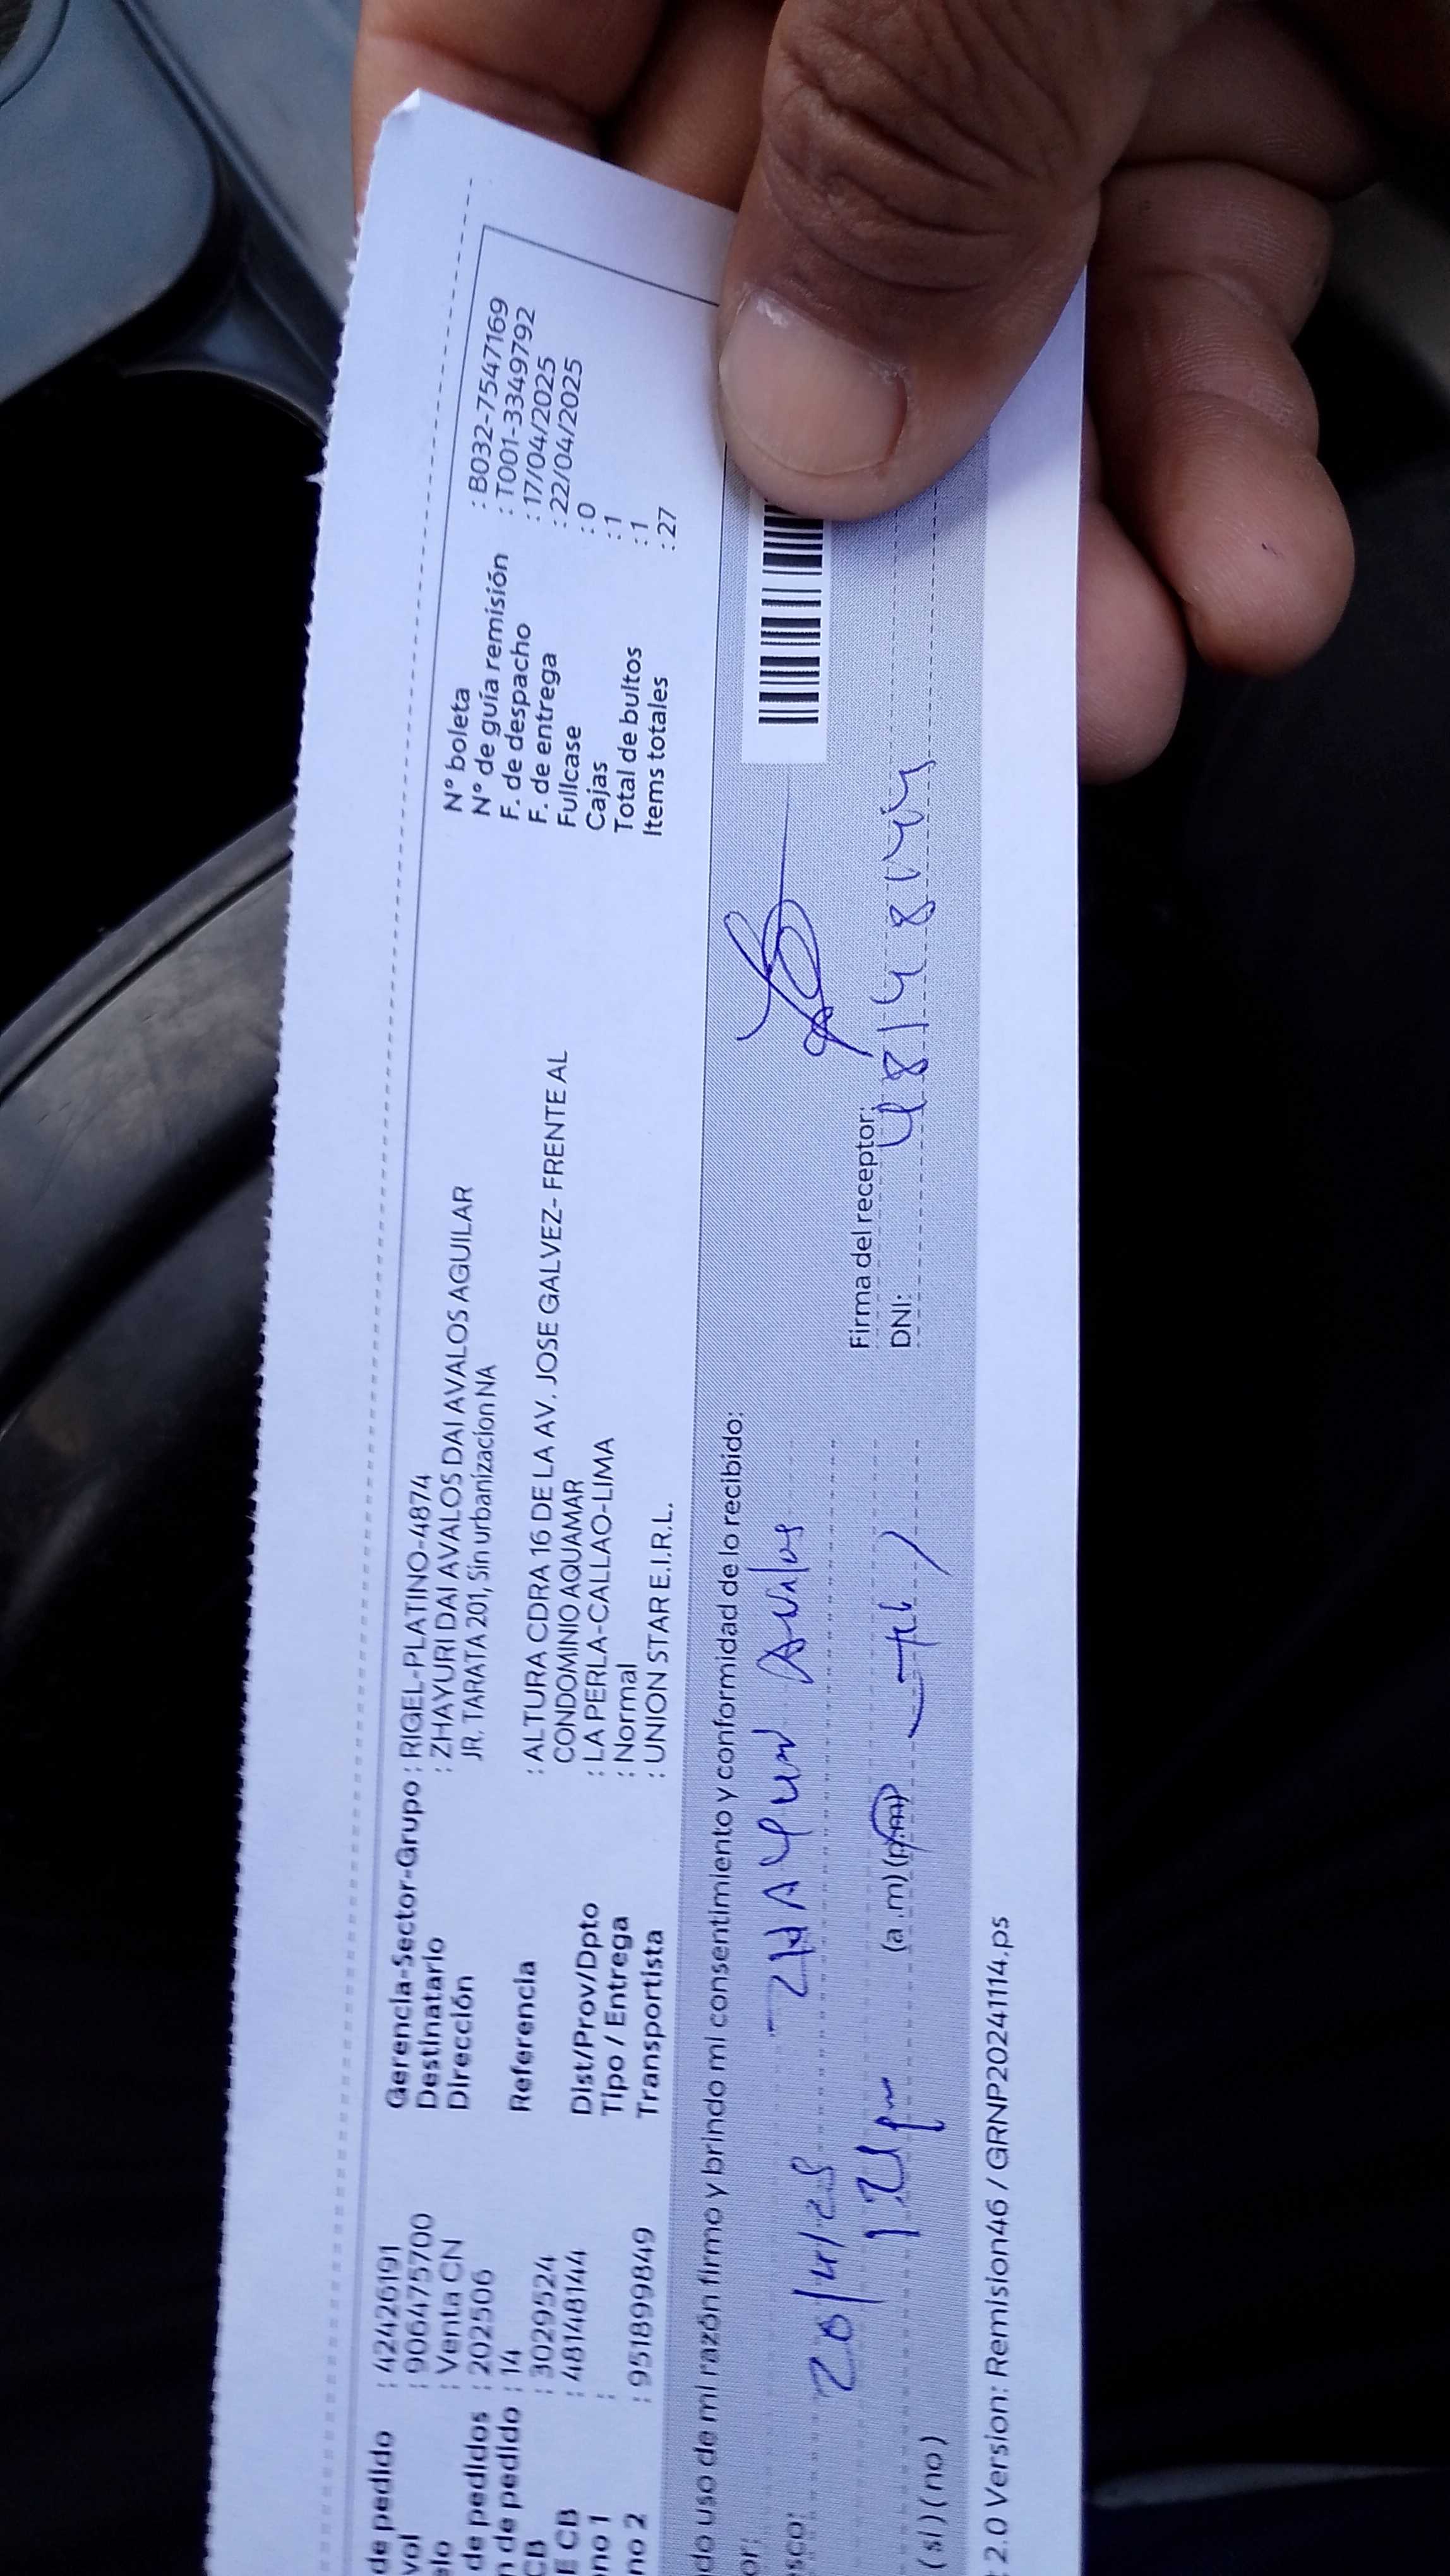 de pedido : 42426191
vol : 906475700
elo : Venta CN
de pedidos : 202506
n de pedido : 14
CB : 3029524
E CB : 48148144
no 1 :
no 2 : 951899849
Gerencia-Sector-Grupo : RIGEL-PLATINO-4874
Destinatario : ZHAYURI DAI AVALOS DAI AVALOS AGUILAR
Dirección JR. TARATA 201, Sin urbanizacion NA
Referencia : ALTURA CDRA 16 DE LA AV. JOSE GALVEZ- FRENTE AL
CONDOMINIO AQUAMAR
Dist/Prov/Dpto : LA PERLA-CALLAO-LIMA
Tipo / Entrega : Normal
Transportista : UNION STAR E.I.R.L.
N° boleta : B032-7547169
N° de guía remisión : T001-3349792
F. de despacho : 17/04/2025
F. de entrega : 22/04/2025
Fullcase : 0
Cajas : 1
Total de bultos : 1
Items totales : 27
do uso de mi razón firmo y brindo mi consentimiento y conformidad de lo recibido:
or: Avalos
sco: 20/4/25
(a .m) (p.m)
(si) (no)
Firma del receptor:
DNI: 48148144
2.0 Version: Remision46 / GRNP20241114.ps